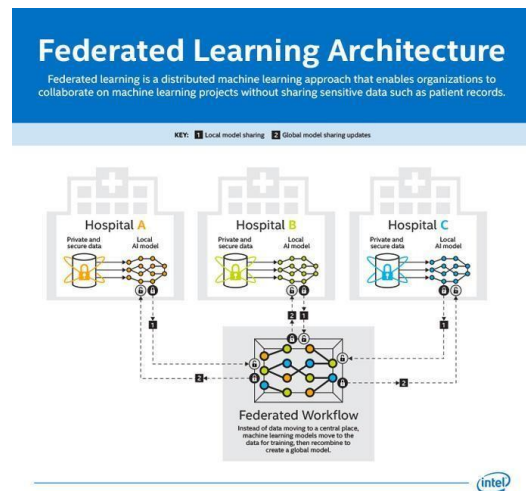 Federated Learning Architecture
Federated learning is a distributed machine learning approach that enables organizations to
collaborate on machine learning projects without sharing sensitive data such as patient records.
KEY: 1 Local model sharing 2 Global model sharing updates
Hospital A
Private and
secure data
Local
AI model
Hospital B
Private and
secure data
Local
AI model
Hospital C
Private and
secure data
Local
AI model
2 1
1 1
2 2
Federated Workflow
Instead of data moving to a central place,
machine learning models move to the
data for training, then recombine to
create a global model.
intel